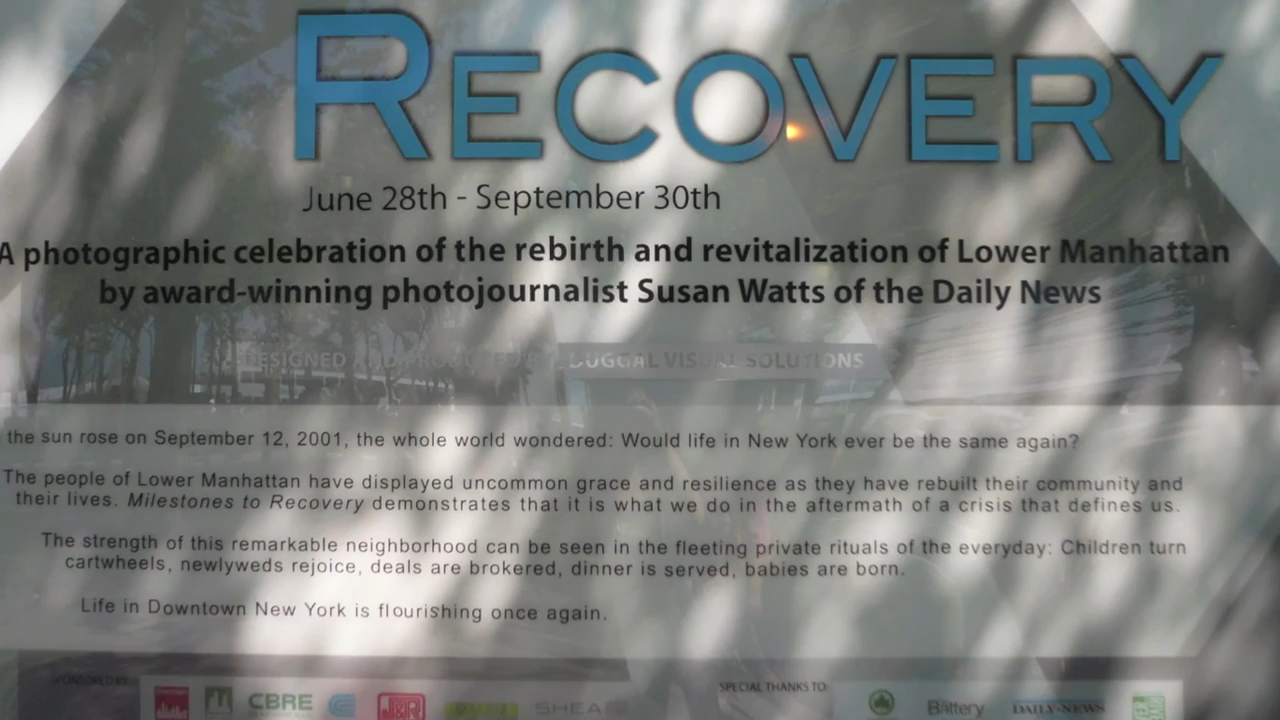 RECOVERY
June 28th - September 30th
A photographic celebration of the rebirth and revitalization of Lower Manhattan
by award-winning photojournalist Susan Watts of the Daily News
DESIGNED AND PRODUCED BY DUGGAL VISUAL SOLUTIONS
the sun rose on September 12, 2001, the whole world wondered: Would life in New York ever be the same again?
The people of Lower Manhattan have displayed uncommon grace and resilience as they have rebuilt their community and
their lives. Milestones to Recovery demonstrates that it is what we do in the aftermath of a crisis that defines us.
The strength of this remarkable neighborhood can be seen in the fleeting private rituals of the everyday: Children turn
cartwheels, newlyweds rejoice, deals are brokered, dinner is served, babies are born.
Life in Downtown New York is flourishing once again.
SPONSORED BY
CBRE J&R
SPECIAL THANKS TO
Battery DAILY NEWS